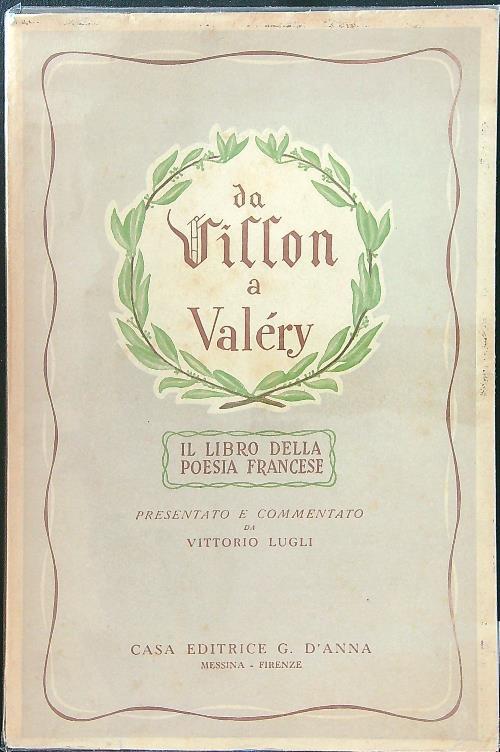 da
Villon
a
Valéry
IL LIBRO DELLA
POESIA FRANCESE
PRESENTATO E COMMENTATO
DA
VITTORIO LUGLI
CASA EDITRICE G. D'ANNA
MESSINA - FIRENZE